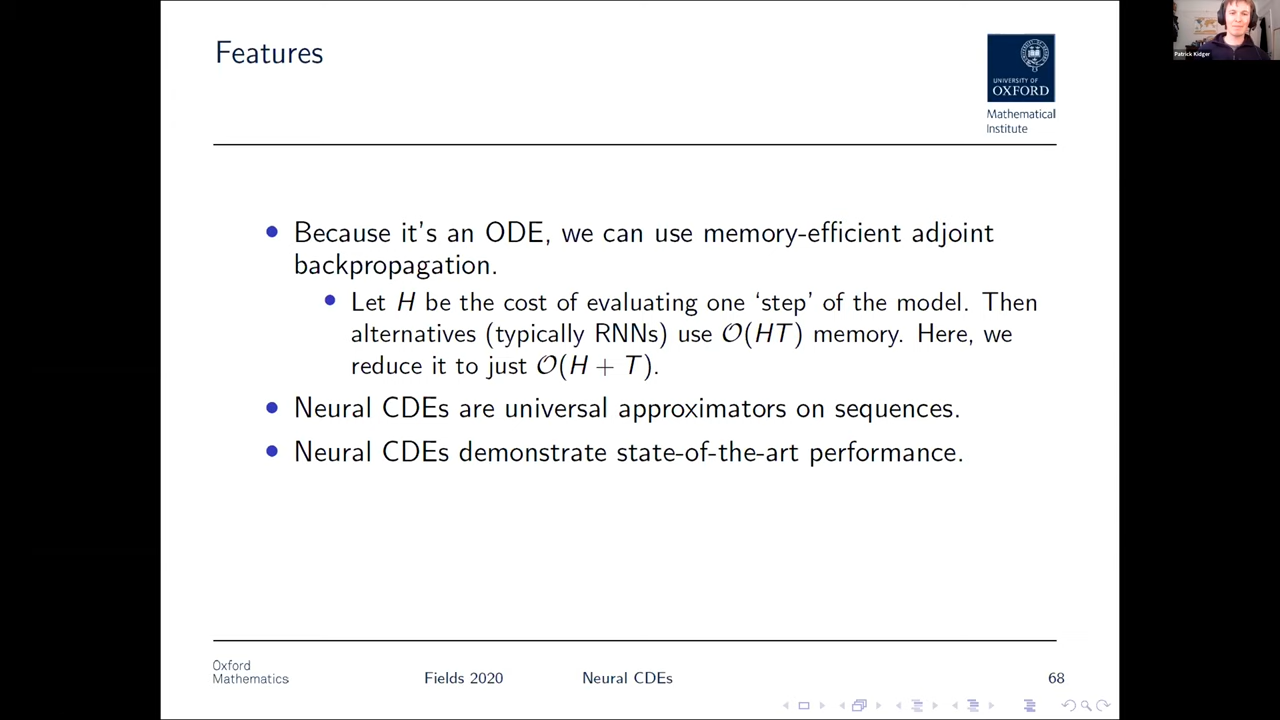 Features
UNIVERSITY OF
OXFORD
Mathematical
Institute
Patrick Kidger
• Because it's an ODE, we can use memory-efficient adjoint
backpropagation.
• Let H be the cost of evaluating one ‘step’ of the model. Then
alternatives (typically RNNs) use O(HT) memory. Here, we
reduce it to just O(H + T).
• Neural CDEs are universal approximators on sequences.
• Neural CDEs demonstrate state-of-the-art performance.
Oxford
Mathematics
Fields 2020
Neural CDEs
68